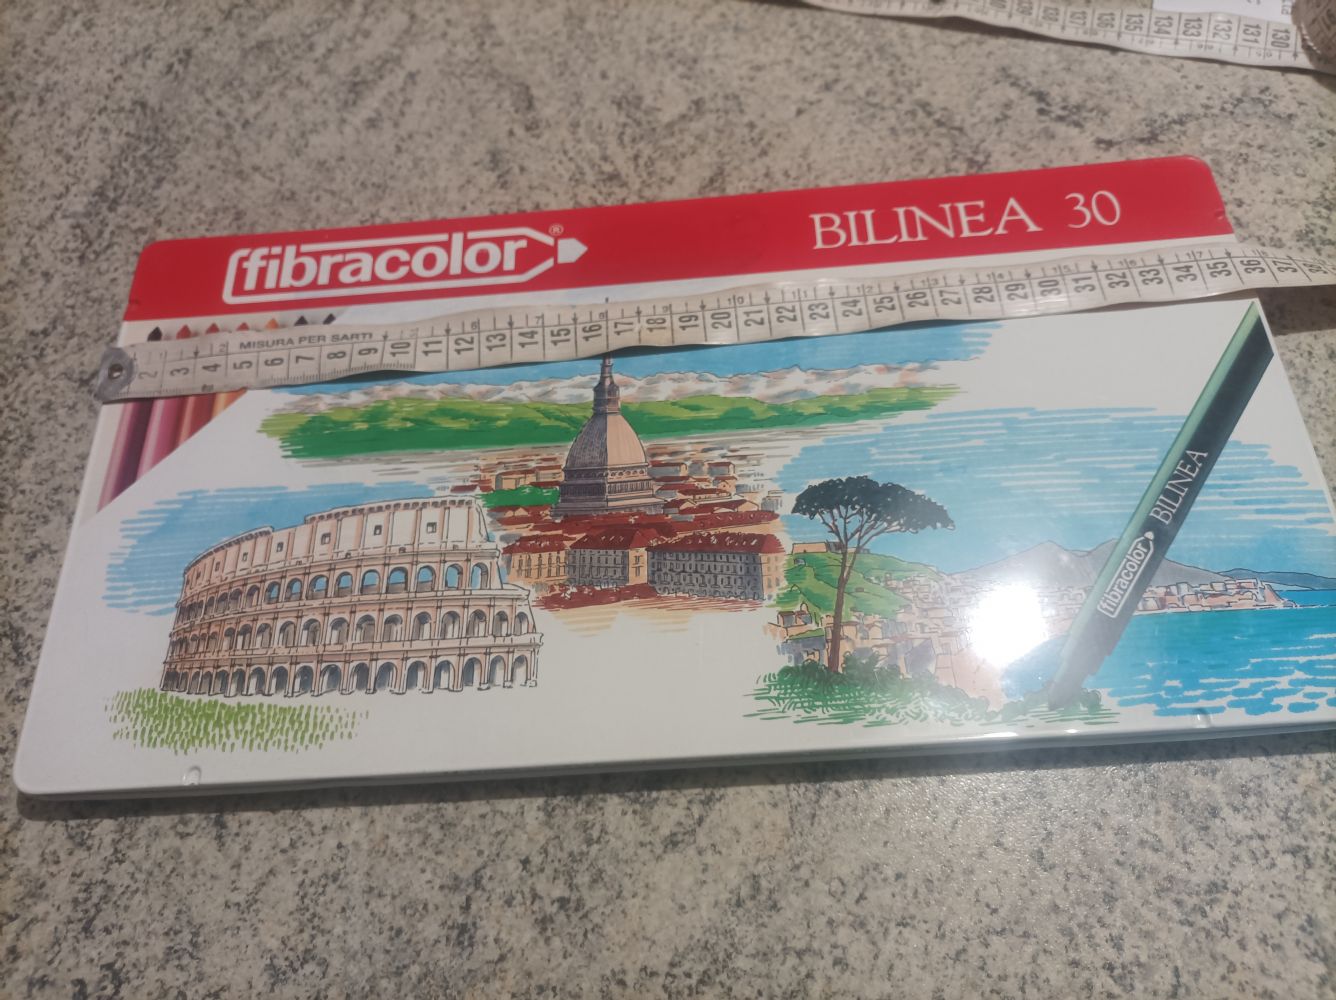 fibracolor®
BILINEA 30
MISURA PER SARTI
2 3 4 5 6 7 8 9 10 11 12 13 14 15 16 17 18 19 20 21 22 23 24 25 26 27 28 29 30 31 32 33 34 35 36 37
137 136 135 134 133 132 131 130
fibracolor BILINEA